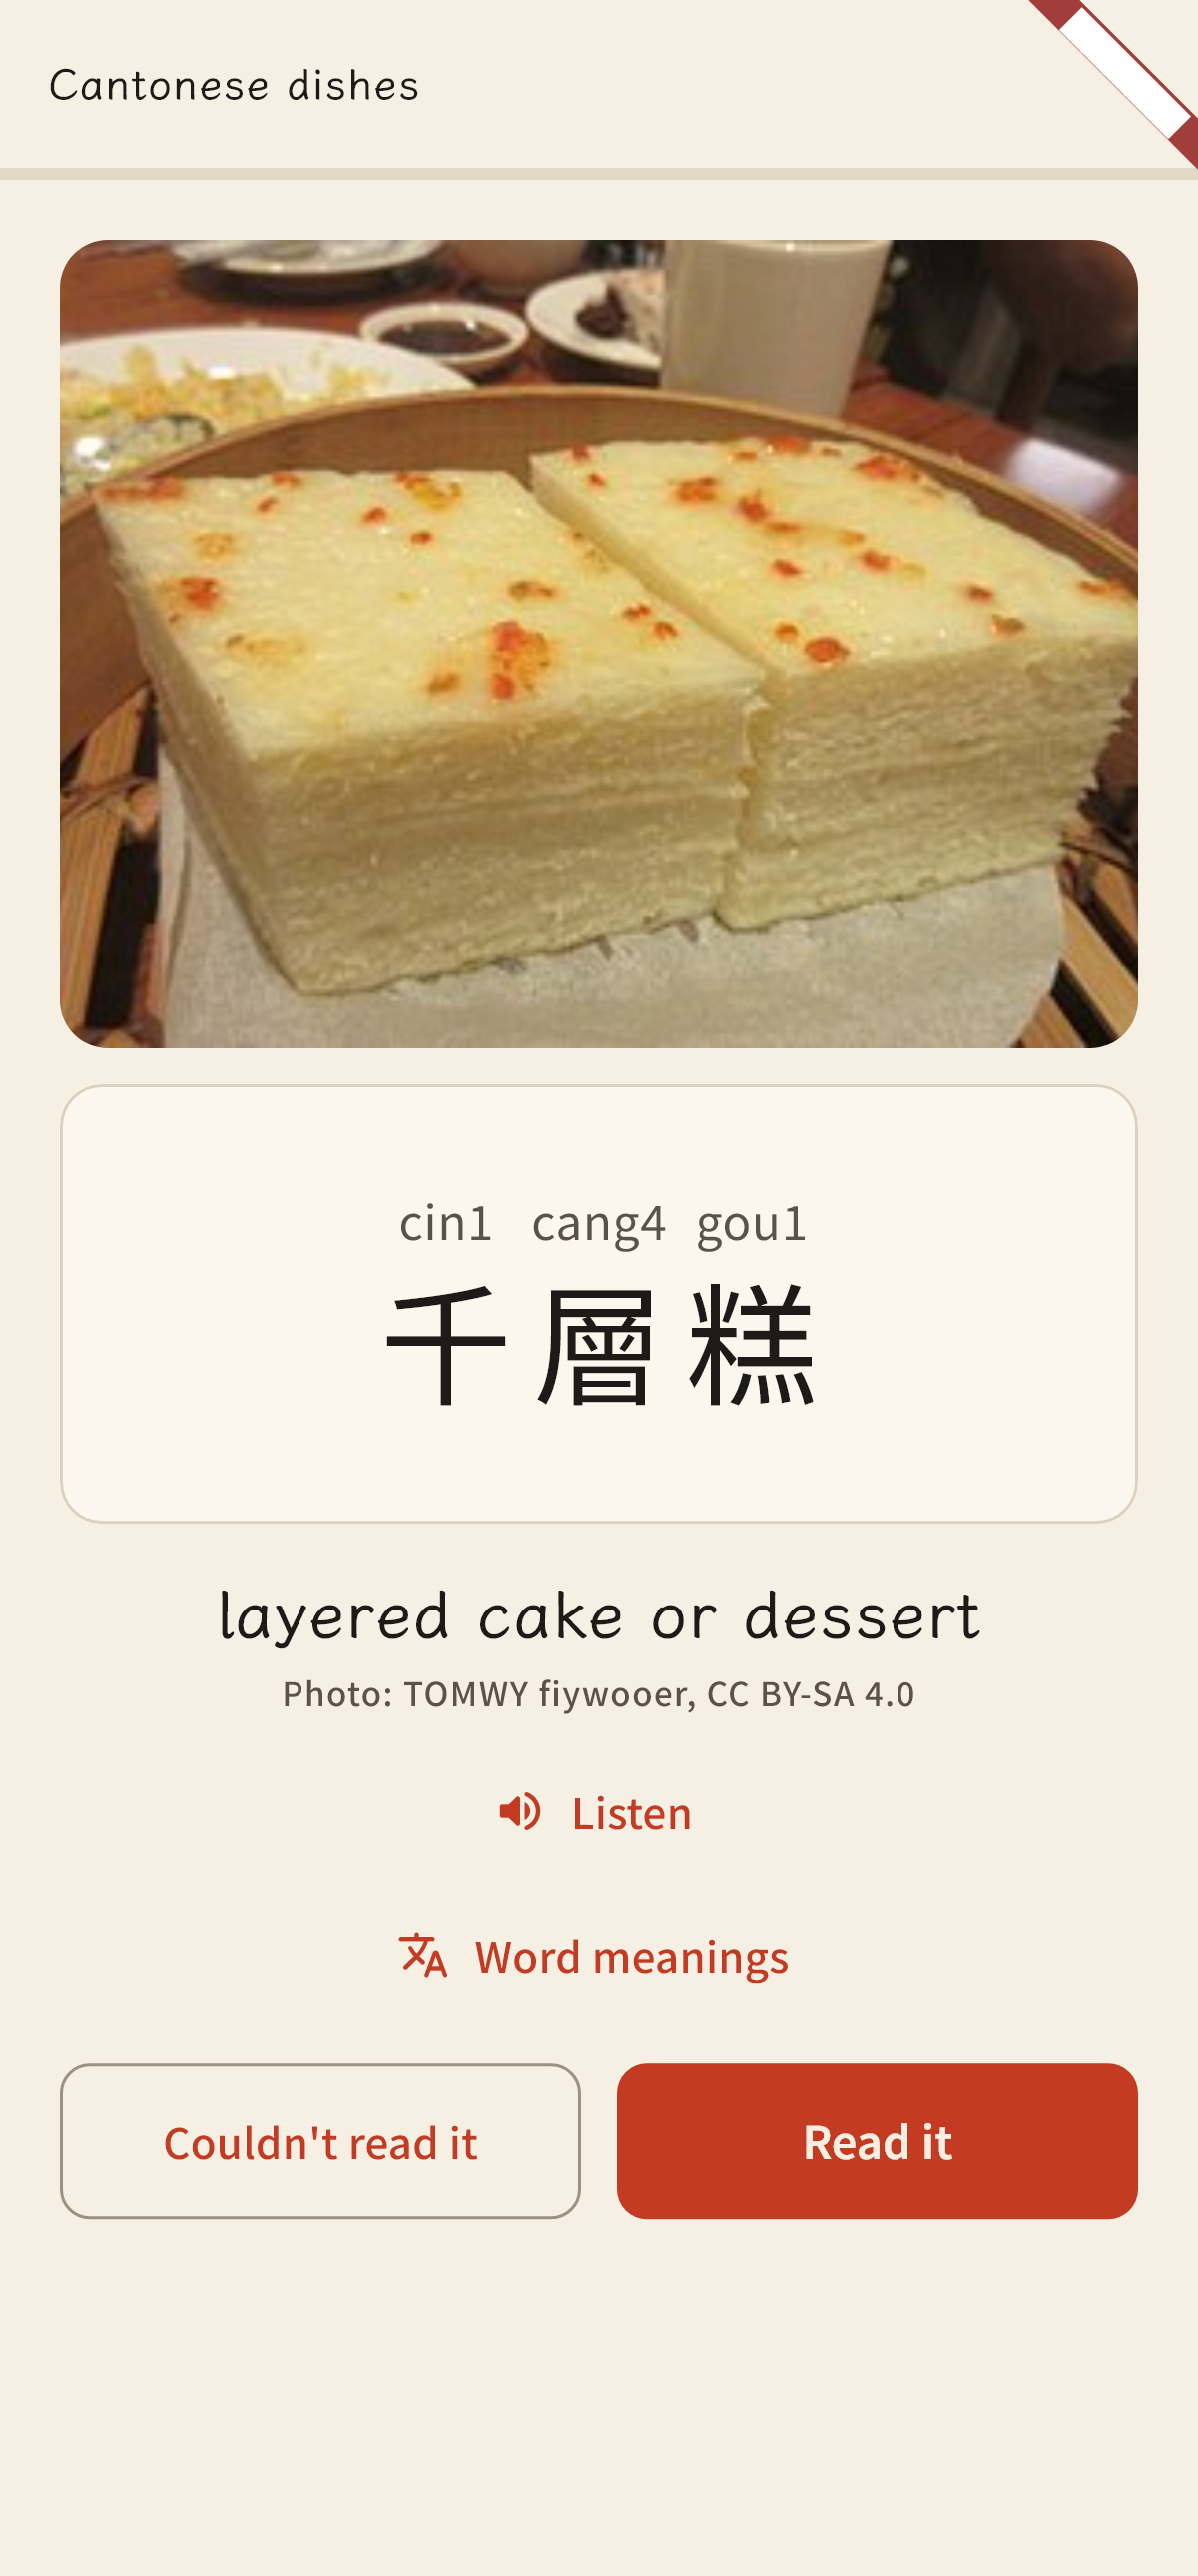 Cantonese dishes
cin1 cang4 gou1
千層糕
layered cake or dessert
Photo: TOMWY fiywooer, CC BY-SA 4.0
Listen
Word meanings
Couldn't read it
Read it